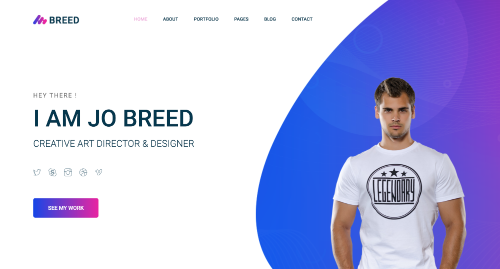 BREED
HOME ABOUT PORTFOLIO PAGES BLOG CONTACT
HEY THERE !
I AM JO BREED
CREATIVE ART DIRECTOR & DESIGNER
SEE MY WORK
LEGENDARY